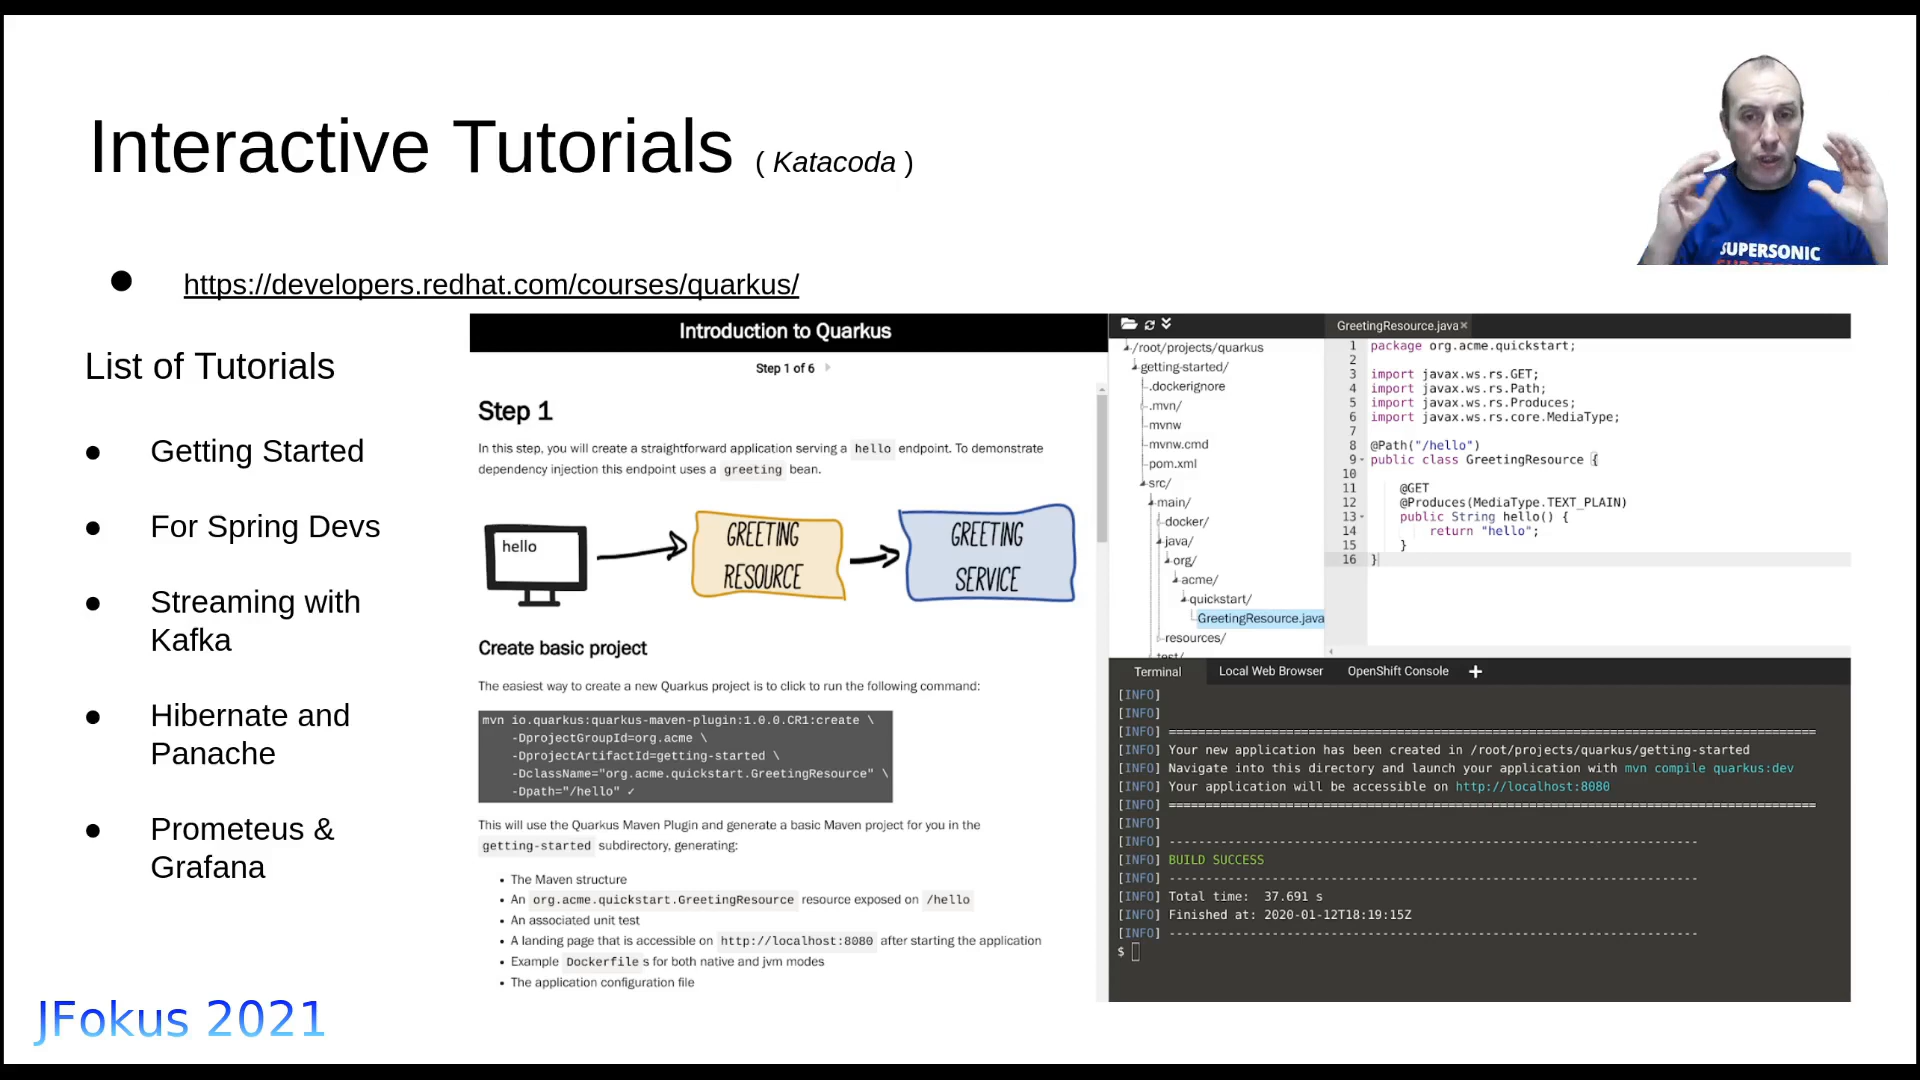 Interactive Tutorials ( Katacoda )
SUPERSONIC
https://developers.redhat.com/courses/quarkus/
List of Tutorials
Getting Started
For Spring Devs
Streaming with
Kafka
Hibernate and
Panache
Prometeus &
Grafana
JFokus 2021
Introduction to Quarkus
Step 1 of 6
Step 1
In this step, you will create a straightforward application serving a hello endpoint. To demonstrate
dependency injection this endpoint uses a greeting bean.
hello
GREETING
RESOURCE
GREETING
SERVICE
Create basic project
The easiest way to create a new Quarkus project is to click to run the following command:
mvn io.quarkus:quarkus-maven-plugin:1.0.0.CR1:create \
-DprojectGroupId=org.acme \
-DprojectArtifactId=getting-started \
-DclassName="org.acme.quickstart.GreetingResource" \
-Dpath="/hello" ✓
This will use the Quarkus Maven Plugin and generate a basic Maven project for you in the
getting-started subdirectory, generating:
• The Maven structure
• An org.acme.quickstart.GreetingResource resource exposed on /hello
• An associated unit test
• A landing page that is accessible on http://localhost:8080 after starting the application
• Example Dockerfile s for both native and jvm modes
• The application configuration file
/root/projects/quarkus
getting-started/
.dockerignore
.mvn/
mvnw
mvnw.cmd
pom.xml
src/
main/
docker/
java/
org/
acme/
quickstart/
GreetingResource.java
resources/
test/
GreetingResource.java ×
1 package org.acme.quickstart;
2
3 import javax.ws.rs.GET;
4 import javax.ws.rs.Path;
5 import javax.ws.rs.Produces;
6 import javax.ws.rs.core.MediaType;
7
8 @Path("/hello")
9 public class GreetingResource {
10
11 @GET
12 @Produces(MediaType.TEXT_PLAIN)
13 public String hello() {
14 return "hello";
15 }
16 }
Terminal Local Web Browser OpenShift Console +
[INFO]
[INFO]
[INFO] ========================================================================================
[INFO] Your new application has been created in /root/projects/quarkus/getting-started
[INFO] Navigate into this directory and launch your application with mvn compile quarkus:dev
[INFO] Your application will be accessible on http://localhost:8080
[INFO] ========================================================================================
[INFO]
[INFO] ------------------------------------------------------------------------
[INFO] BUILD SUCCESS
[INFO] ------------------------------------------------------------------------
[INFO] Total time: 37.691 s
[INFO] Finished at: 2020-01-12T18:19:15Z
[INFO] ------------------------------------------------------------------------
$